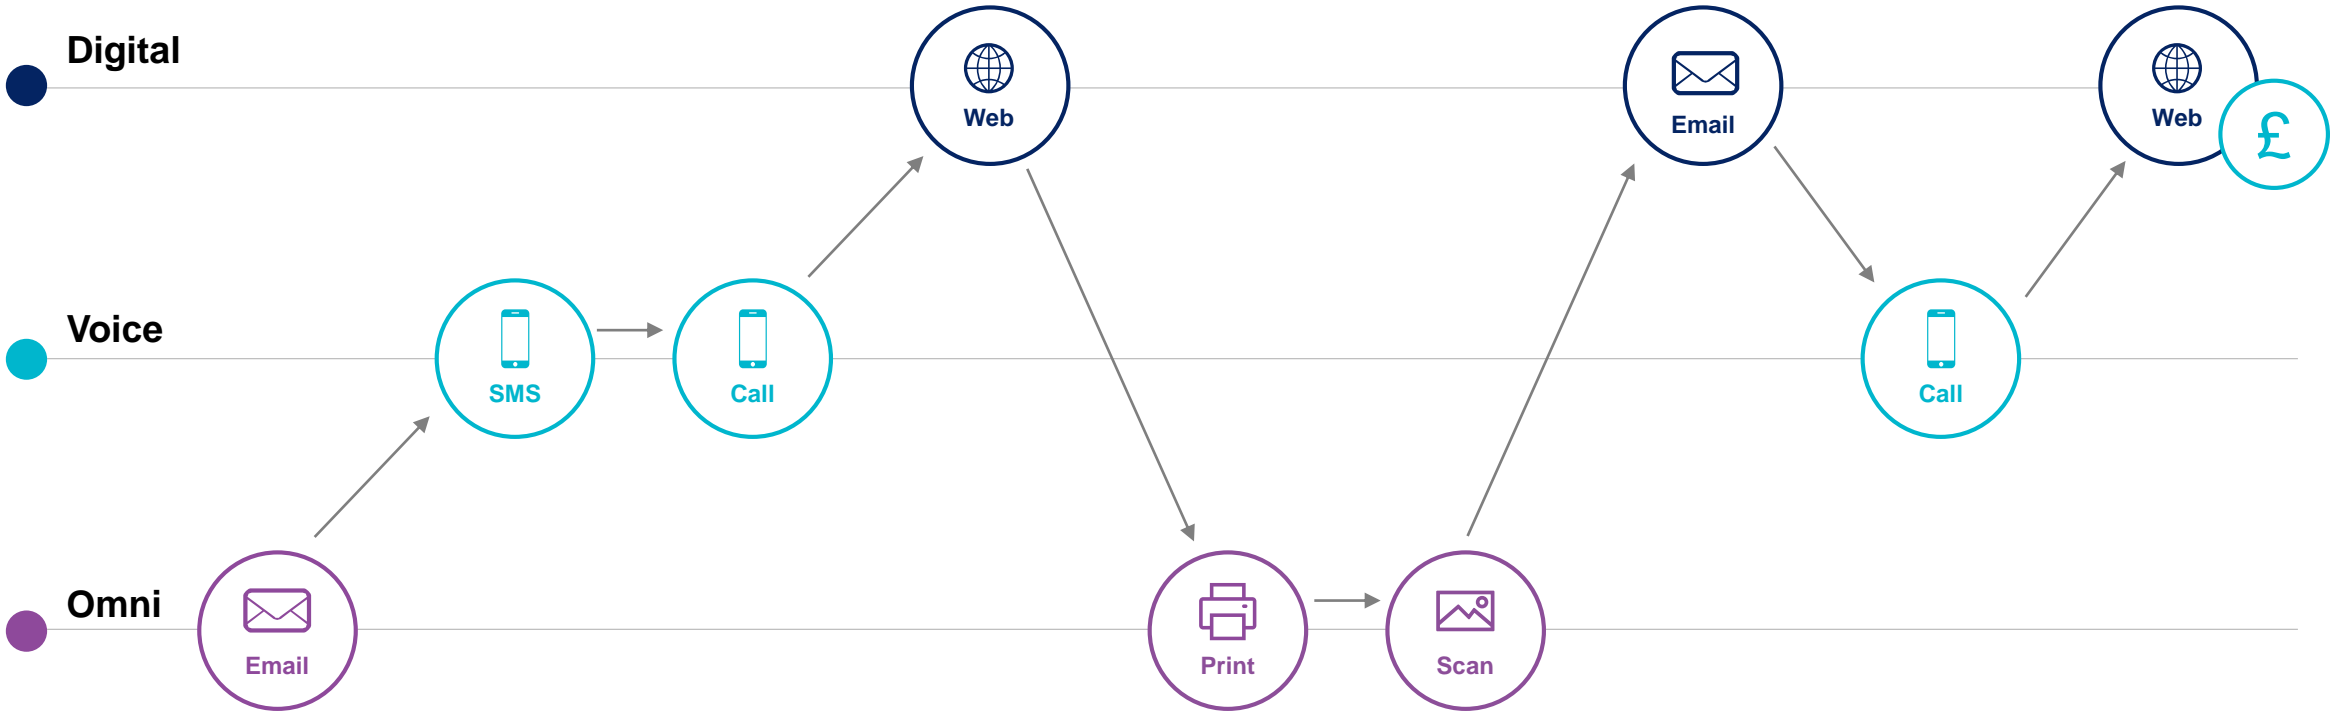 Digital
Web
Email
Web
£
Voice
SMS
Call
Call
Omni
Email
Print
Scan